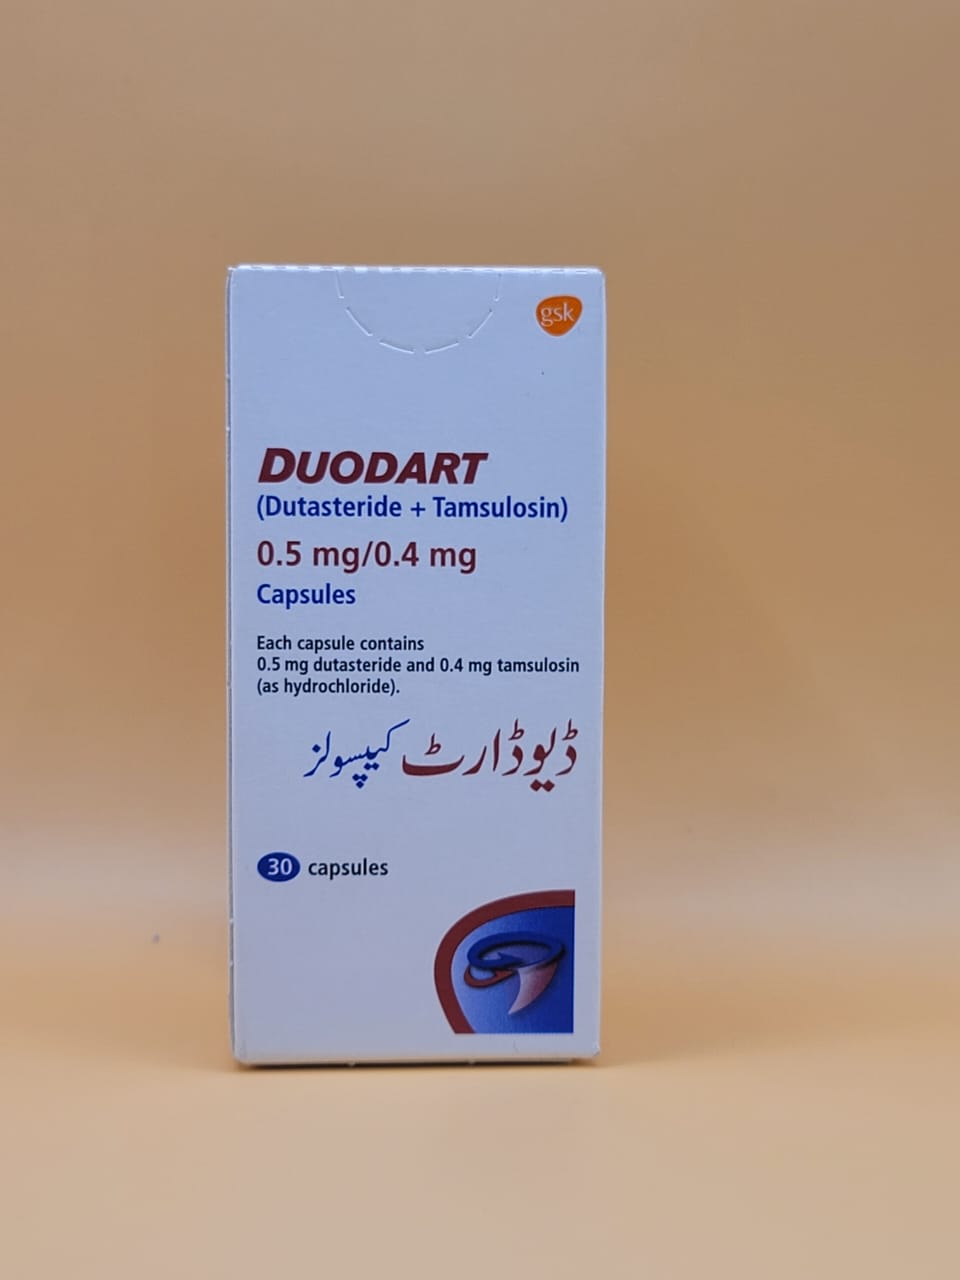 gsk
DUODART
(Dutasteride + Tamsulosin)
0.5 mg/0.4 mg
Capsules
Each capsule contains
0.5 mg dutasteride and 0.4 mg tamsulosin
(as hydrochloride).
ڈیوڈارٹ کیپسولز
30 capsules